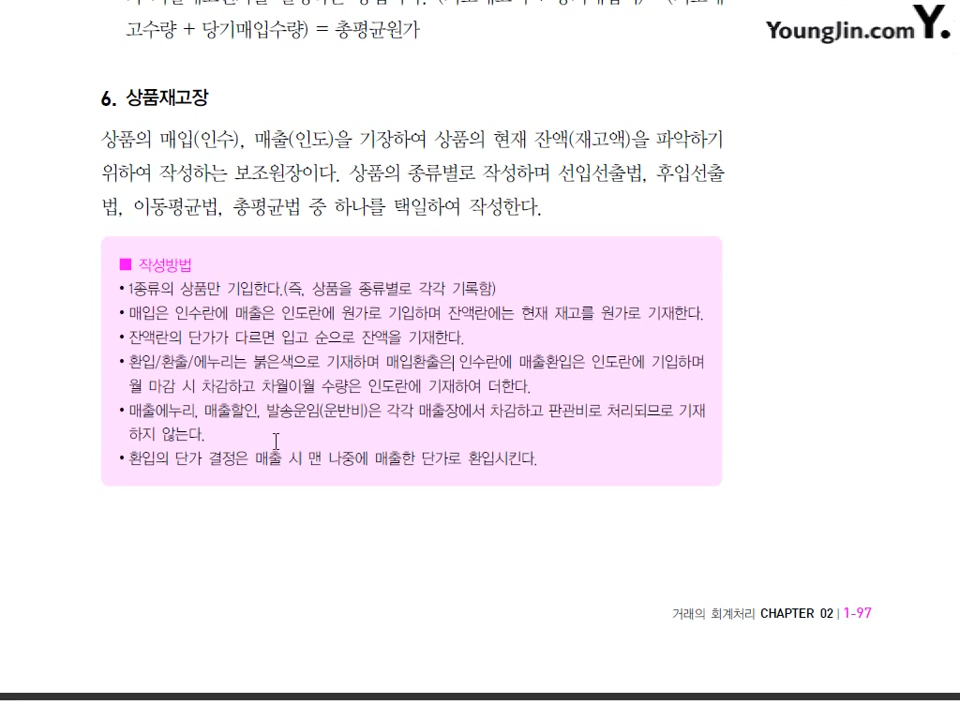 고수량 + 당기매입수량) = 총평균원가
YoungJin.com Y.
6. 상품재고장
상품의 매입(인수), 매출(인도)을 기장하여 상품의 현재 잔액(재고액)을 파악하기
위하여 작성하는 보조원장이다. 상품의 종류별로 작성하며 선입선출법, 후입선출
법, 이동평균법, 총평균법 중 하나를 택일하여 작성한다.
■ 작성방법
• 1종류의 상품만 기입한다.(즉, 상품을 종류별로 각각 기록함)
• 매입은 인수란에 매출은 인도란에 원가로 기입하며 잔액란에는 현재 재고를 원가로 기재한다.
• 잔액란의 단가가 다르면 입고 순으로 잔액을 기재한다.
• 환입/환출/에누리는 붉은색으로 기재하며 매입환출은 인수란에 매출환입은 인도란에 기입하며
월 마감 시 차감하고 차월이월 수량은 인도란에 기재하여 더한다.
• 매출에누리, 매출할인, 발송운임(운반비)은 각각 매출장에서 차감하고 판관비로 처리되므로 기재
하지 않는다.
• 환입의 단가 결정은 매출 시 맨 나중에 매출한 단가로 환입시킨다.
거래의 회계처리 CHAPTER 02 | 1-97